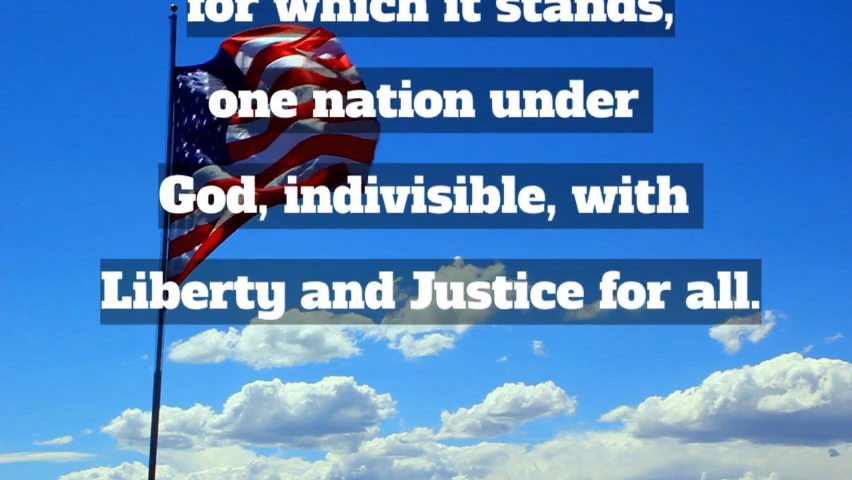 for which it stands,
one nation under
God, indivisible, with
Liberty and Justice for all.